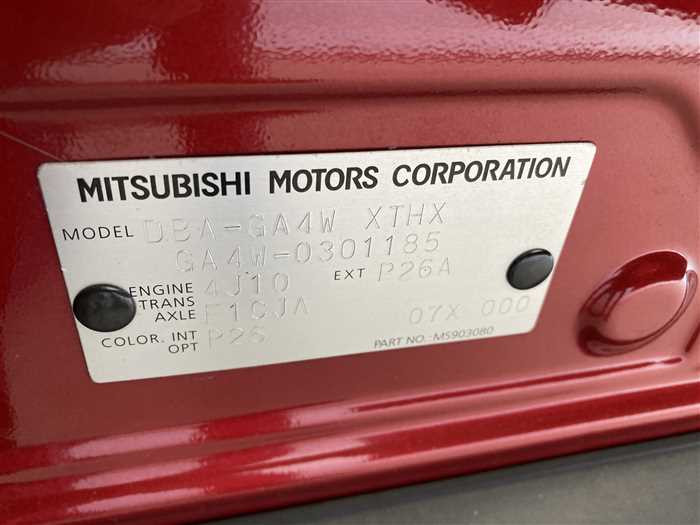 MITSUBISHI MOTORS CORPORATION
MODEL DBA-GA4W XTHX
GA4W-0301185
ENGINE 4J10 EXT P26A
TRANS
AXLE F1CJA 07X 000
COLOR. INT P26
OPT PART NO.: MS903080